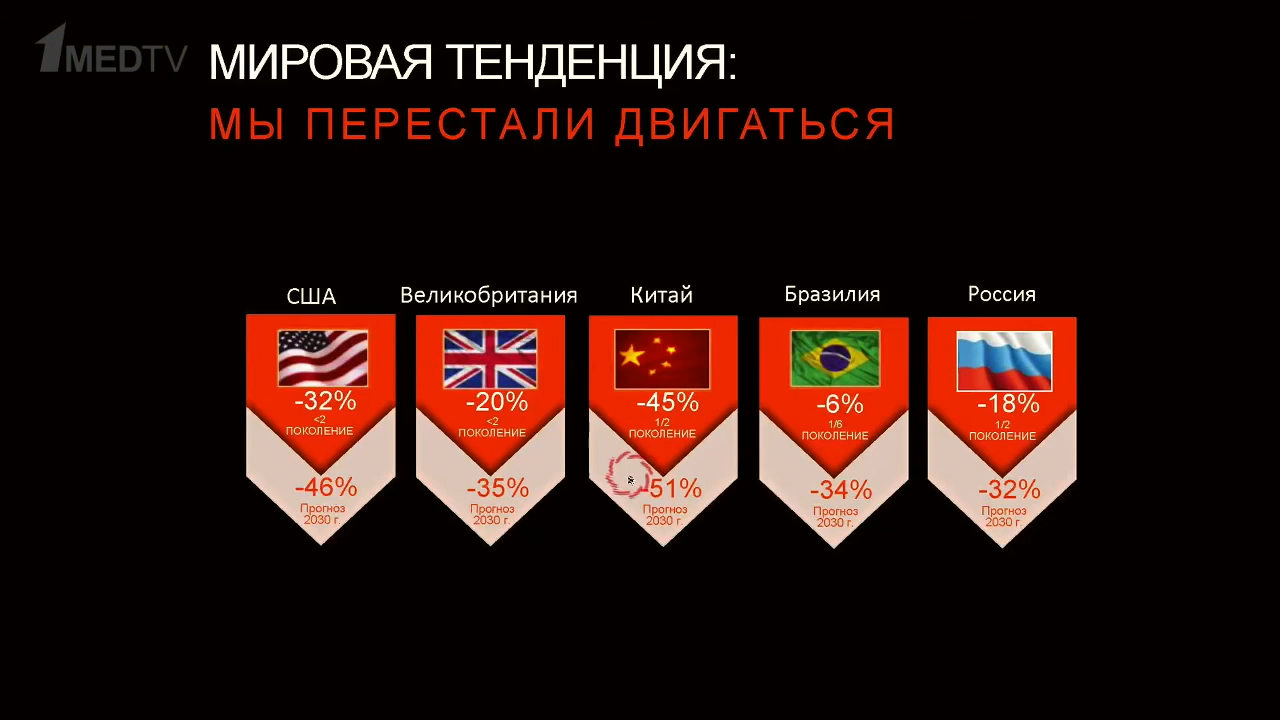 1MEDTV
МИРОВАЯ ТЕНДЕНЦИЯ:
МЫ ПЕРЕСТАЛИ ДВИГАТЬСЯ
США
-32%
<2
ПОКОЛЕНИЕ
-46%
Прогноз
2030 г.
Великобритания
-20%
<2
ПОКОЛЕНИЕ
-35%
Прогноз
2030 г.
Китай
-45%
1/2
ПОКОЛЕНИЕ
-51%
Прогноз
2030 г.
Бразилия
-6%
1/6
ПОКОЛЕНИЕ
-34%
Прогноз
2030 г.
Россия
-18%
1/2
ПОКОЛЕНИЕ
-32%
Прогноз
2030 г.